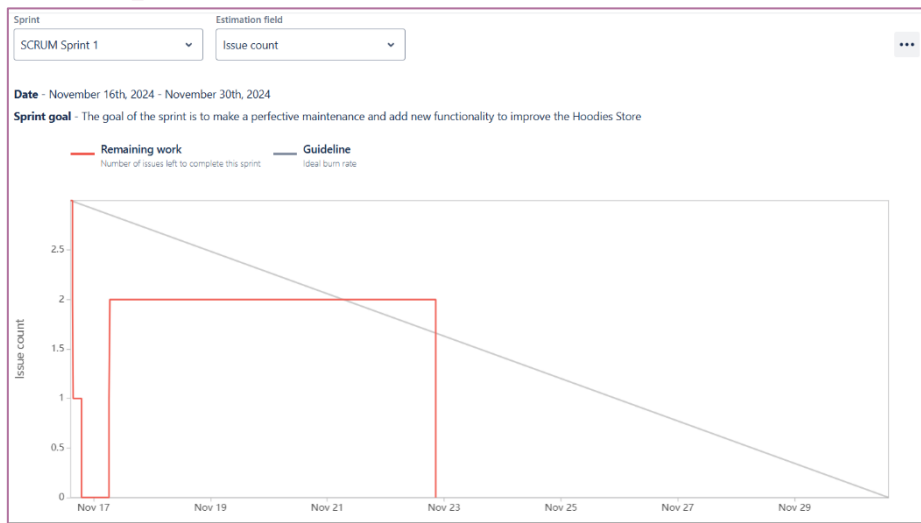 Sprint
Estimation field
SCRUM Sprint 1
Issue count
Date - November 16th, 2024 - November 30th, 2024
Sprint goal - The goal of the sprint is to make a perfective maintenance and add new functionality to improve the Hoodies Store
Remaining work
Number of issues left to complete this sprint
Guideline
Ideal burn rate
Issue count
2.5
2
1.5
1
0.5
0
Nov 17
Nov 19
Nov 21
Nov 23
Nov 25
Nov 27
Nov 29